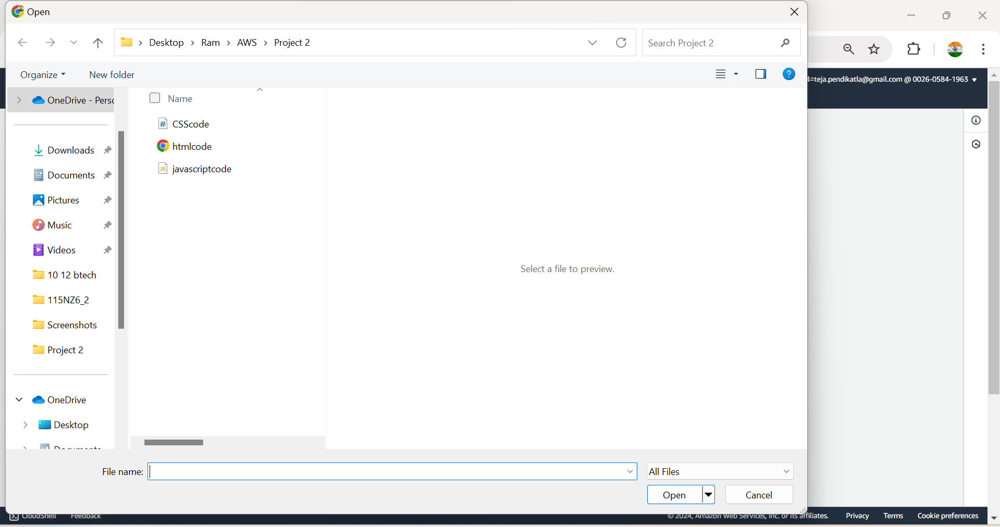 Open
Desktop > Ram > AWS > Project 2
Search Project 2
Organize
New folder
?
4=teja.pendikatla@gmail.com @ 0026-0584-1963
OneDrive - Perso
Downloads
Documents
Pictures
Music
Videos
10 12 btech
115NZ6_2
Screenshots
Project 2
OneDrive
Desktop
Documents
Name
# CSScode
htmlcode
JS javascriptcode
Select a file to preview.
File name:
All Files
Open
Cancel
CloudShell
Feedback
© 2024, Amazon Web Services, Inc. or its affiliates.
Privacy
Terms
Cookie preferences